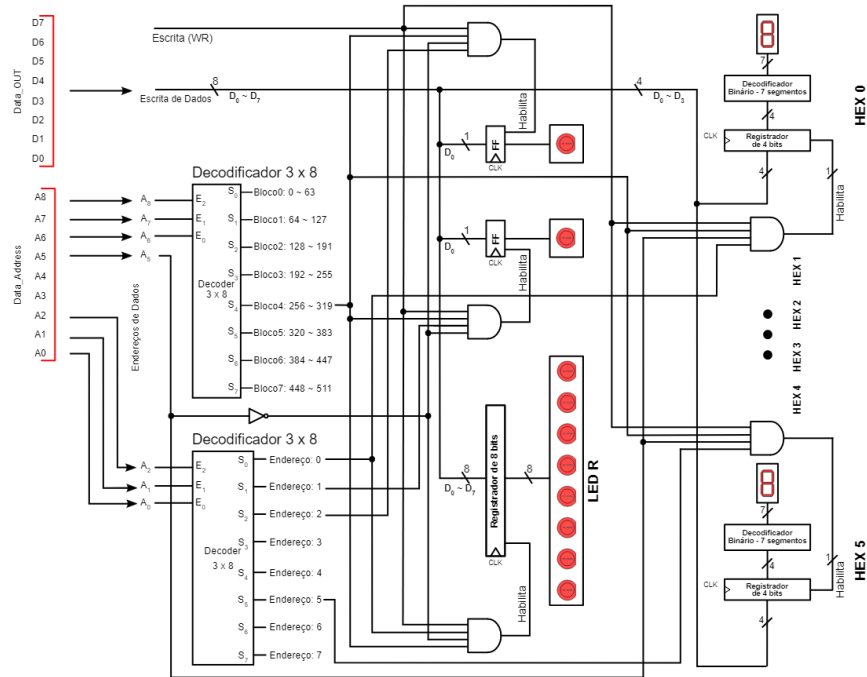 Data_OUT
D7
D6
D5
D4
D3
D2
D1
D0
Escrita (WR)
Escrita de Dados
8
D0 ~ D7
4
D0 ~ D3
Habilita
D0
1
FF
CLK
D0
1
FF
CLK
Habilita
Data_Address
A8
A7
A6
A5
A4
A3
A2
A1
A0
A8
A7
A6
A5
Endereços de Dados
Decodificador 3 x 8
E2
E1
E0
Decoder
3 x 8
S0
Bloco0: 0 ~ 63
S1
Bloco1: 64 ~ 127
S2
Bloco2: 128 ~ 191
S3
Bloco3: 192 ~ 255
S4
Bloco4: 256 ~ 319
S5
Bloco5: 320 ~ 383
S6
Bloco6: 384 ~ 447
S7
Bloco7: 448 ~ 511
A2
A1
A0
Decodificador 3 x 8
E2
E1
E0
Decoder
3 x 8
S0
Endereço: 0
S1
Endereço: 1
S2
Endereço: 2
S3
Endereço: 3
S4
Endereço: 4
S5
Endereço: 5
S6
Endereço: 6
S7
Endereço: 7
8
D0 ~ D7
Registrador de 8 bits
CLK
8
LED R
Habilita
8
7
Decodificador
Binário - 7 segmentos
4
CLK
Registrador
de 4 bits
4
1
Habilita
HEX 0
HEX 1
HEX 2
HEX 3
HEX 4
8
7
Decodificador
Binário - 7 segmentos
4
CLK
Registrador
de 4 bits
4
1
Habilita
HEX 5